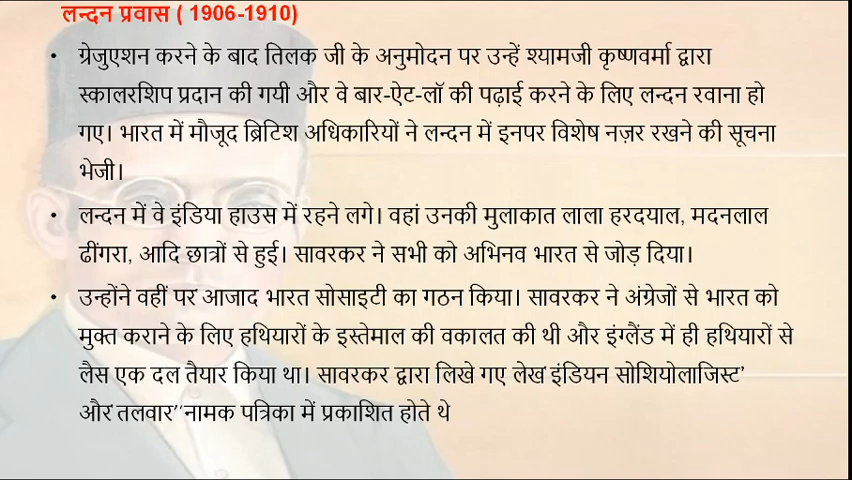 लन्दन प्रवास ( 1906-1910)
• ग्रेजुएशन करने के बाद तिलक जी के अनुमोदन पर उन्हें श्यामजी कृष्णवर्मा द्वारा
स्कालरशिप प्रदान की गयी और वे बार-ऐट-लॉ की पढ़ाई करने के लिए लन्दन रवाना हो
गए। भारत में मौजूद ब्रिटिश अधिकारियों ने लन्दन में इनपर विशेष नज़र रखने की सूचना
भेजी।
• लन्दन में वे इंडिया हाउस में रहने लगे। वहां उनकी मुलाकात लाला हरदयाल, मदनलाल
ढींगरा, आदि छात्रों से हुई। सावरकर ने सभी को अभिनव भारत से जोड़ दिया।
• उन्होंने वहीं पर आजाद भारत सोसाइटी का गठन किया। सावरकर ने अंग्रेजों से भारत को
मुक्त कराने के लिए हथियारों के इस्तेमाल की वकालत की थी और इंग्लैंड में ही हथियारों से
लैस एक दल तैयार किया था। सावरकर द्वारा लिखे गए लेख 'इंडियन सोशियोलाजिस्ट'
और 'तलवार'' नामक पत्रिका में प्रकाशित होते थे